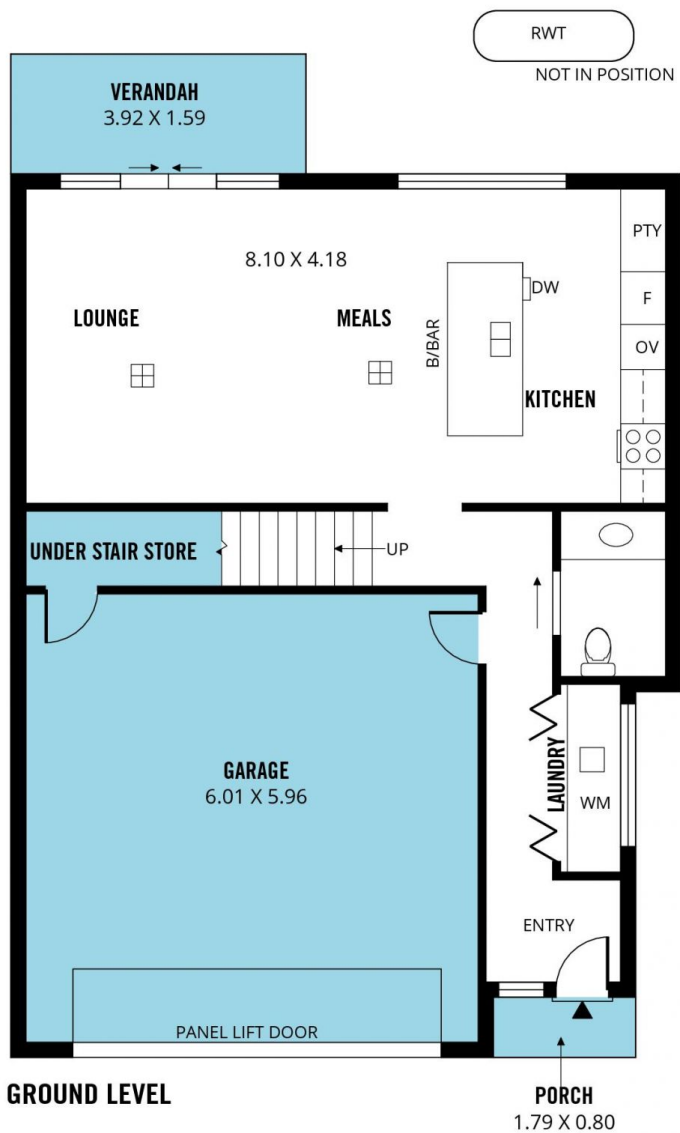 RWT
NOT IN POSITION
VERANDAH
3.92 X 1.59
8.10 X 4.18
LOUNGE
MEALS
B/BAR
DW
KITCHEN
PTY
F
OV
UNDER STAIR STORE
UP
GARAGE
6.01 X 5.96
LAUNDRY
WM
ENTRY
PANEL LIFT DOOR
GROUND LEVEL
PORCH
1.79 X 0.80